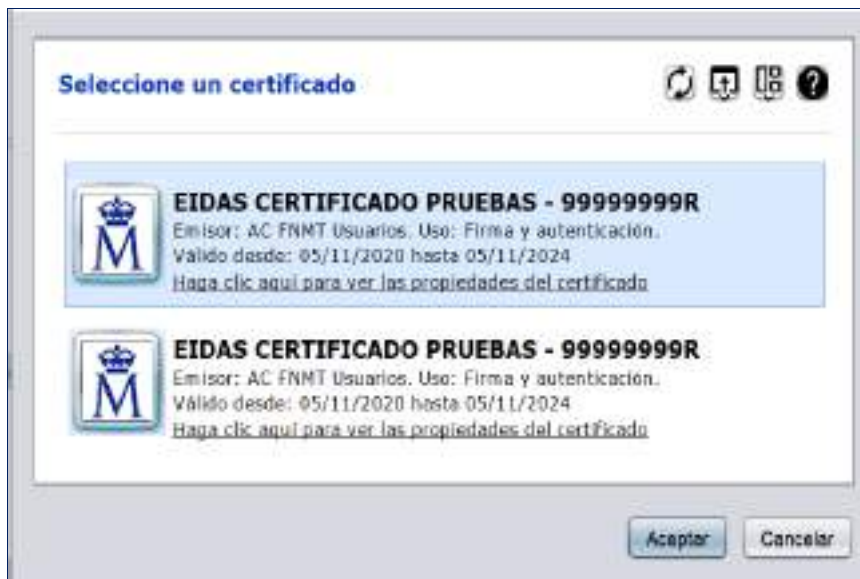 Seleccione un certificado
EIDAS CERTIFICADO PRUEBAS - 99999999R
Emisor: AC FNMT Usuarios. Uso: Firma y autenticación.
Válido desde: 05/11/2020 hasta 05/11/2024
Haga clic aquí para ver las propiedades del certificado
EIDAS CERTIFICADO PRUEBAS - 99999999R
Emisor: AC FNMT Usuarios. Uso: Firma y autenticación.
Válido desde: 05/11/2020 hasta 05/11/2024
Haga clic aquí para ver las propiedades del certificado
Aceptar Cancelar